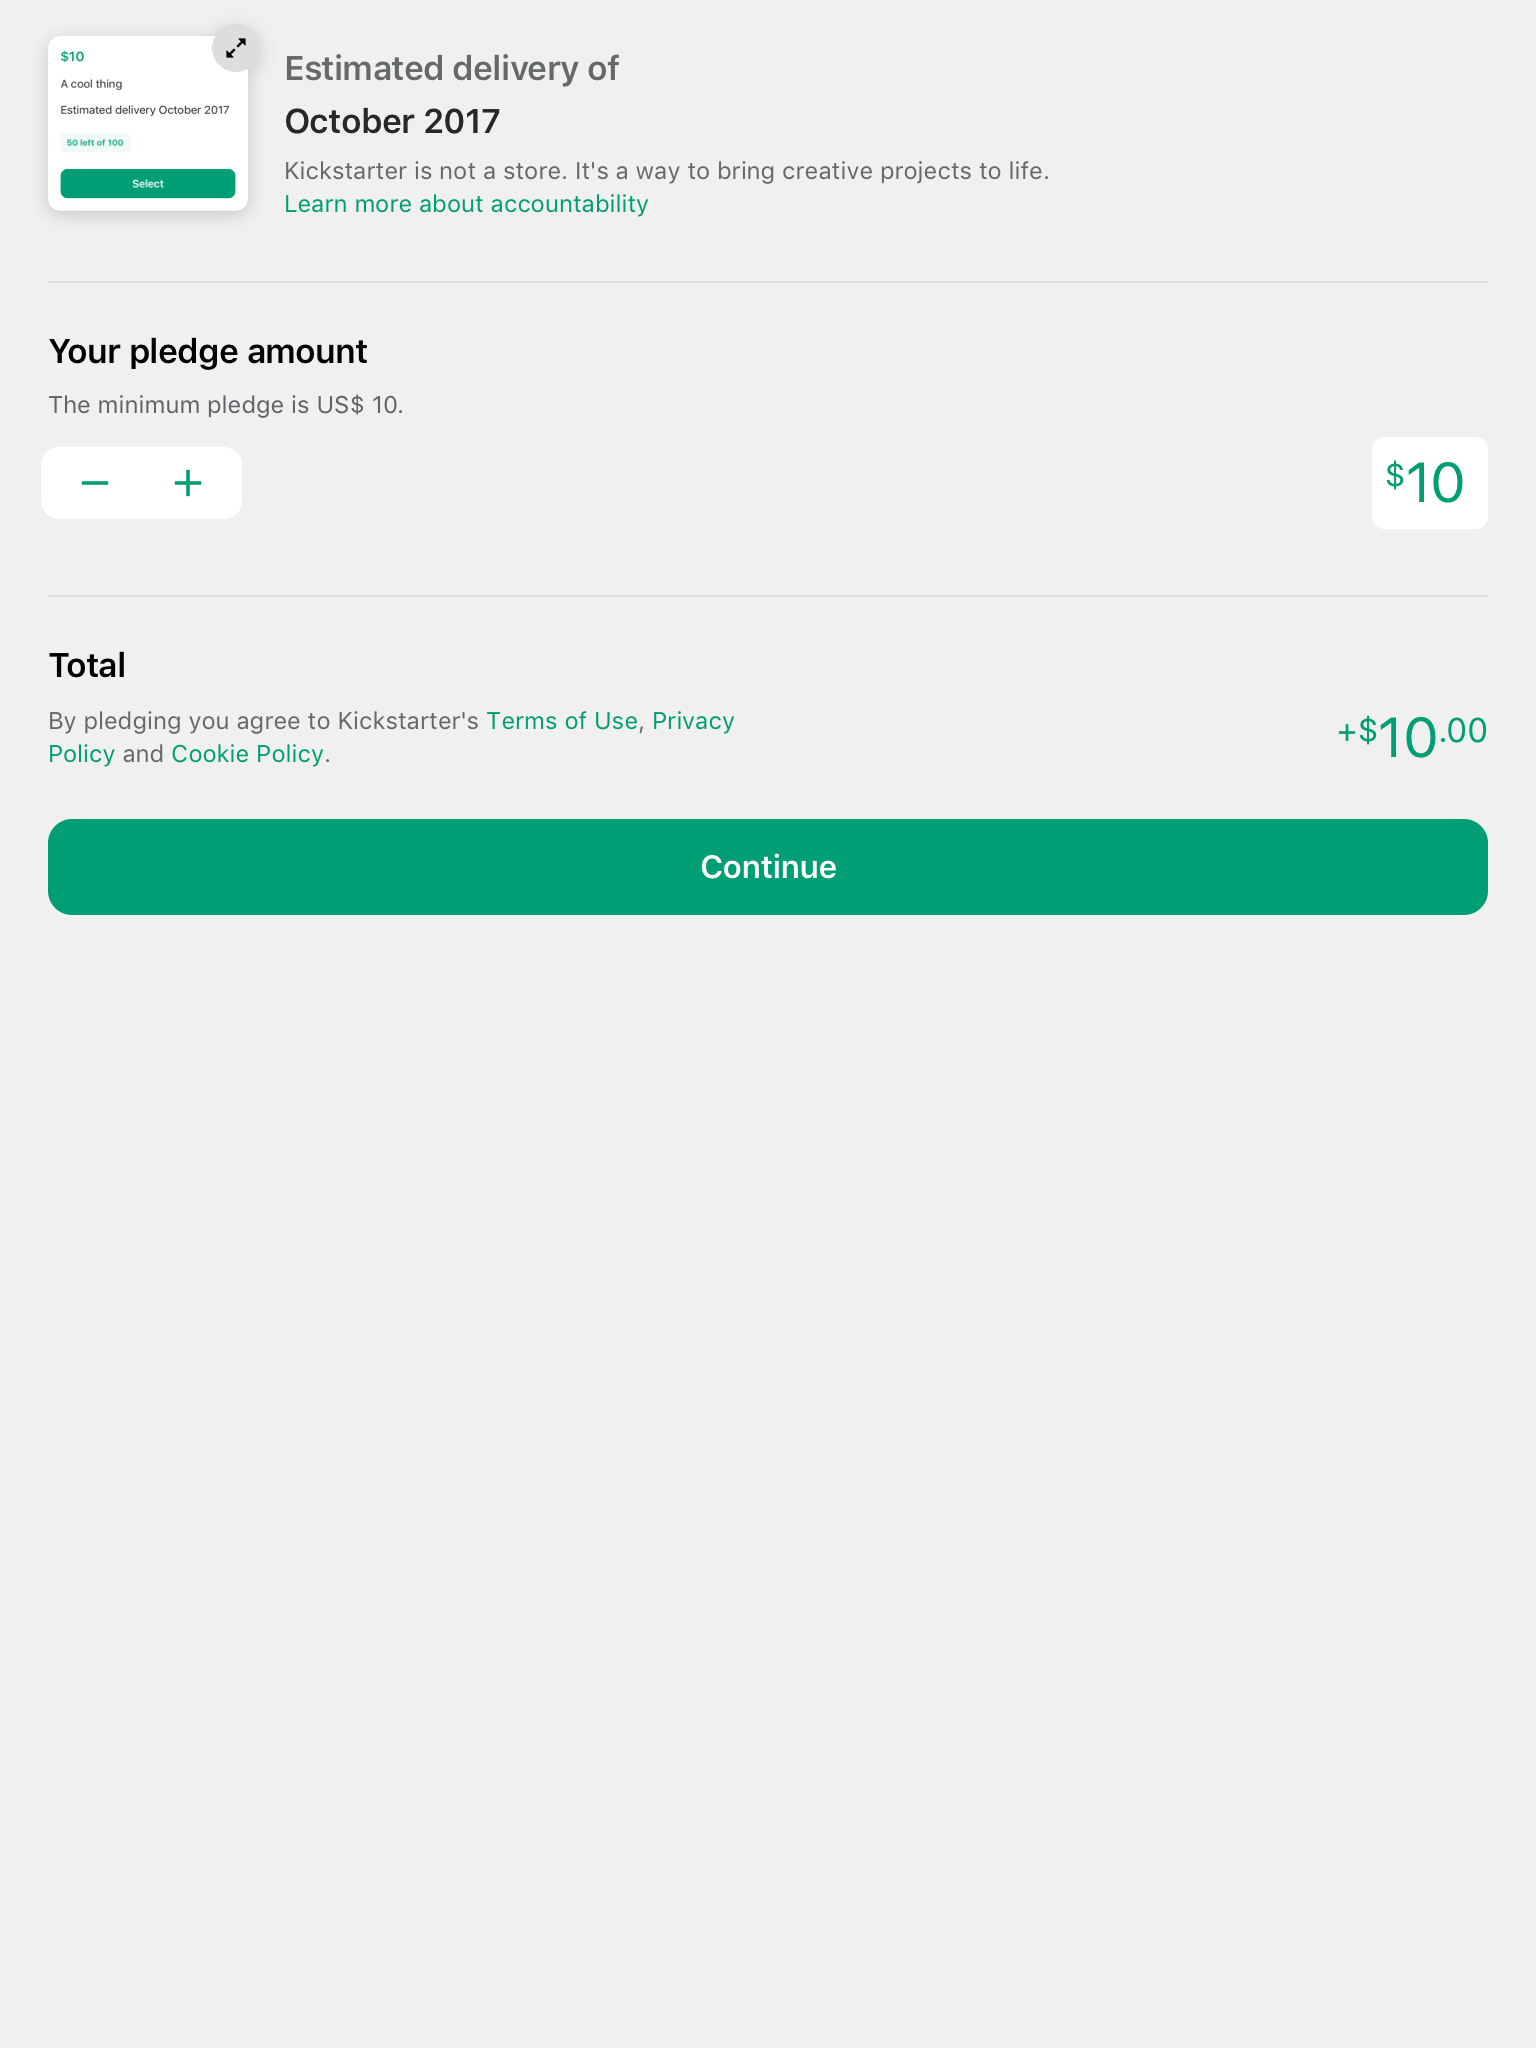 $10
A cool thing
Estimated delivery October 2017
50 left of 100
Select
Estimated delivery of
October 2017
Kickstarter is not a store. It's a way to bring creative projects to life.
Learn more about accountability
Your pledge amount
The minimum pledge is US$ 10.
− +
$10
Total
By pledging you agree to Kickstarter's Terms of Use, Privacy
Policy and Cookie Policy.
+$10.00
Continue